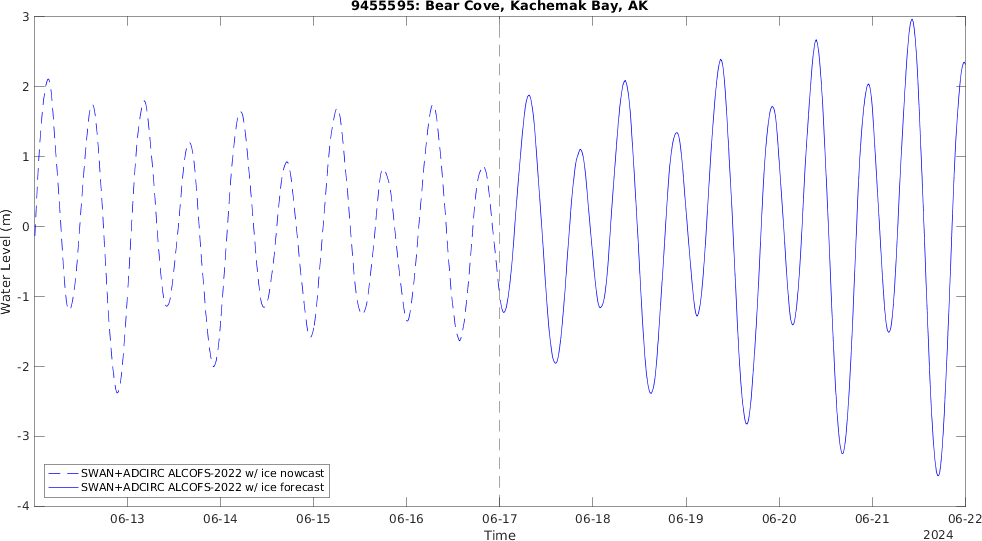 9455595: Bear Cove, Kachemak Bay, AK
3
2
1
0
-1
-2
-3
-4
Water Level (m)
SWAN+ADCIRC ALCOFS-2022 w/ ice nowcast
SWAN+ADCIRC ALCOFS-2022 w/ ice forecast
06-13 06-14 06-15 06-16 06-17 06-18 06-19 06-20 06-21 06-22
Time
2024